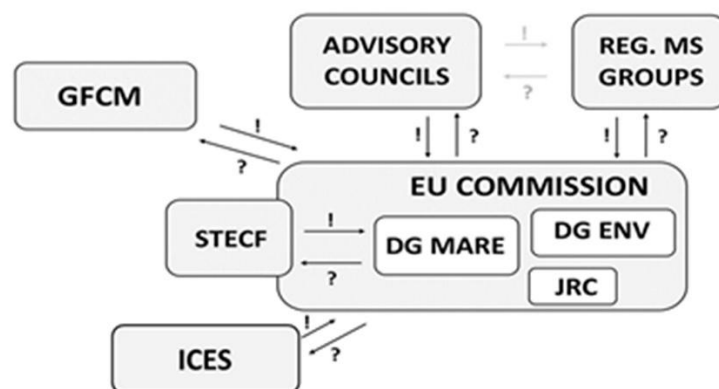 ADVISORY
COUNCILS
!
?
REG. MS
GROUPS
GFCM
!
?
!
?
!
?
EU COMMISSION
STECF
!
?
DG MARE
DG ENV
JRC
ICES
!
?